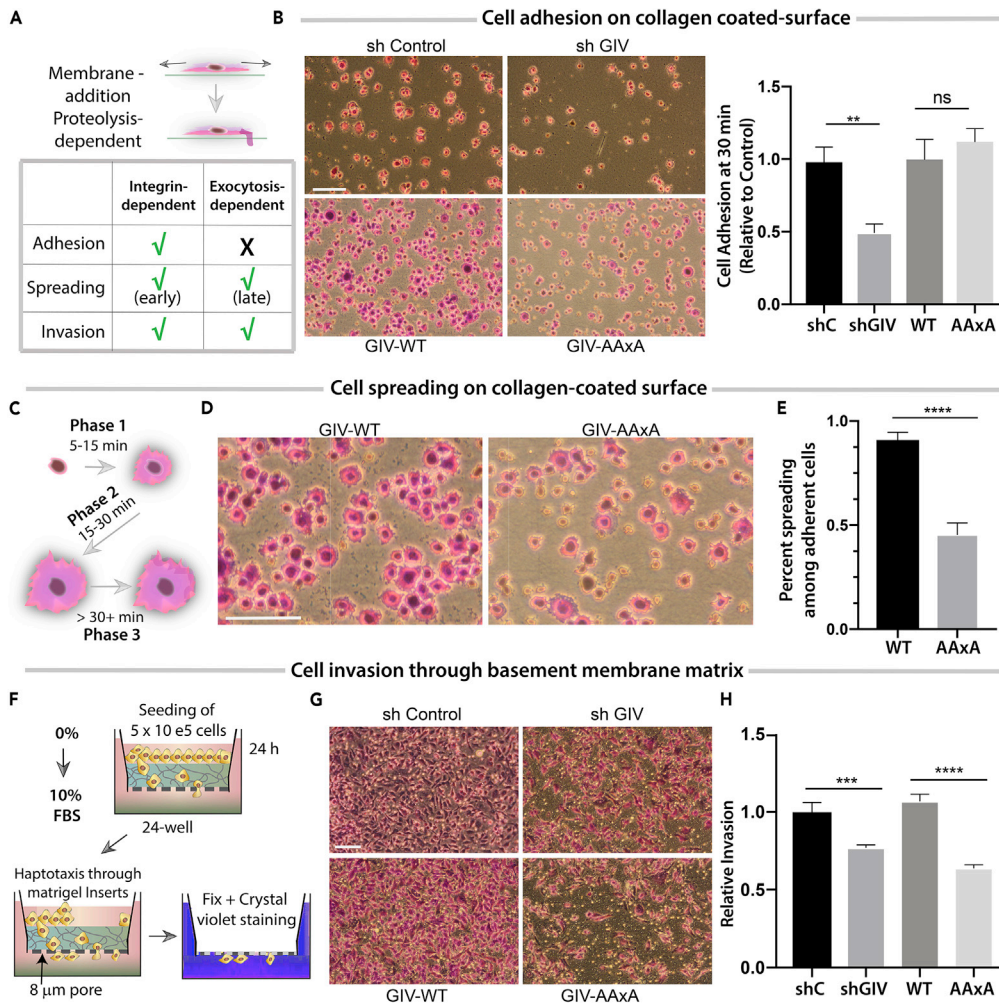 A
Membrane -
addition
Proteolysis-
dependent
Integrin-
dependent
Exocytosis-
dependent
Adhesion
√
X
Spreading
√
(early)
√
(late)
Invasion
√
√
B
Cell adhesion on collagen coated-surface
sh Control
sh GIV
GIV-WT
GIV-AAxA
Cell Adhesion at 30 min
(Relative to Control)
1.5
1.0
0.5
0.0
**
ns
shC
shGIV
WT
AAxA
Cell spreading on collagen-coated surface
C
Phase 1
5-15 min
Phase 2
15-30 min
> 30+ min
Phase 3
D
GIV-WT
GIV-AAxA
E
Percent spreading
among adherent cells
1.0
0.5
0.0
****
WT
AAxA
Cell invasion through basement membrane matrix
F
0%
10%
FBS
Seeding of
5 x 10 e5 cells
24 h
24-well
Haptotaxis through
matrigel Inserts
8 μm pore
Fix + Crystal
violet staining
G
sh Control
sh GIV
GIV-WT
GIV-AAxA
H
Relative Invasion
1.5
1.0
0.5
0.0
***
****
shC
shGIV
WT
AAxA